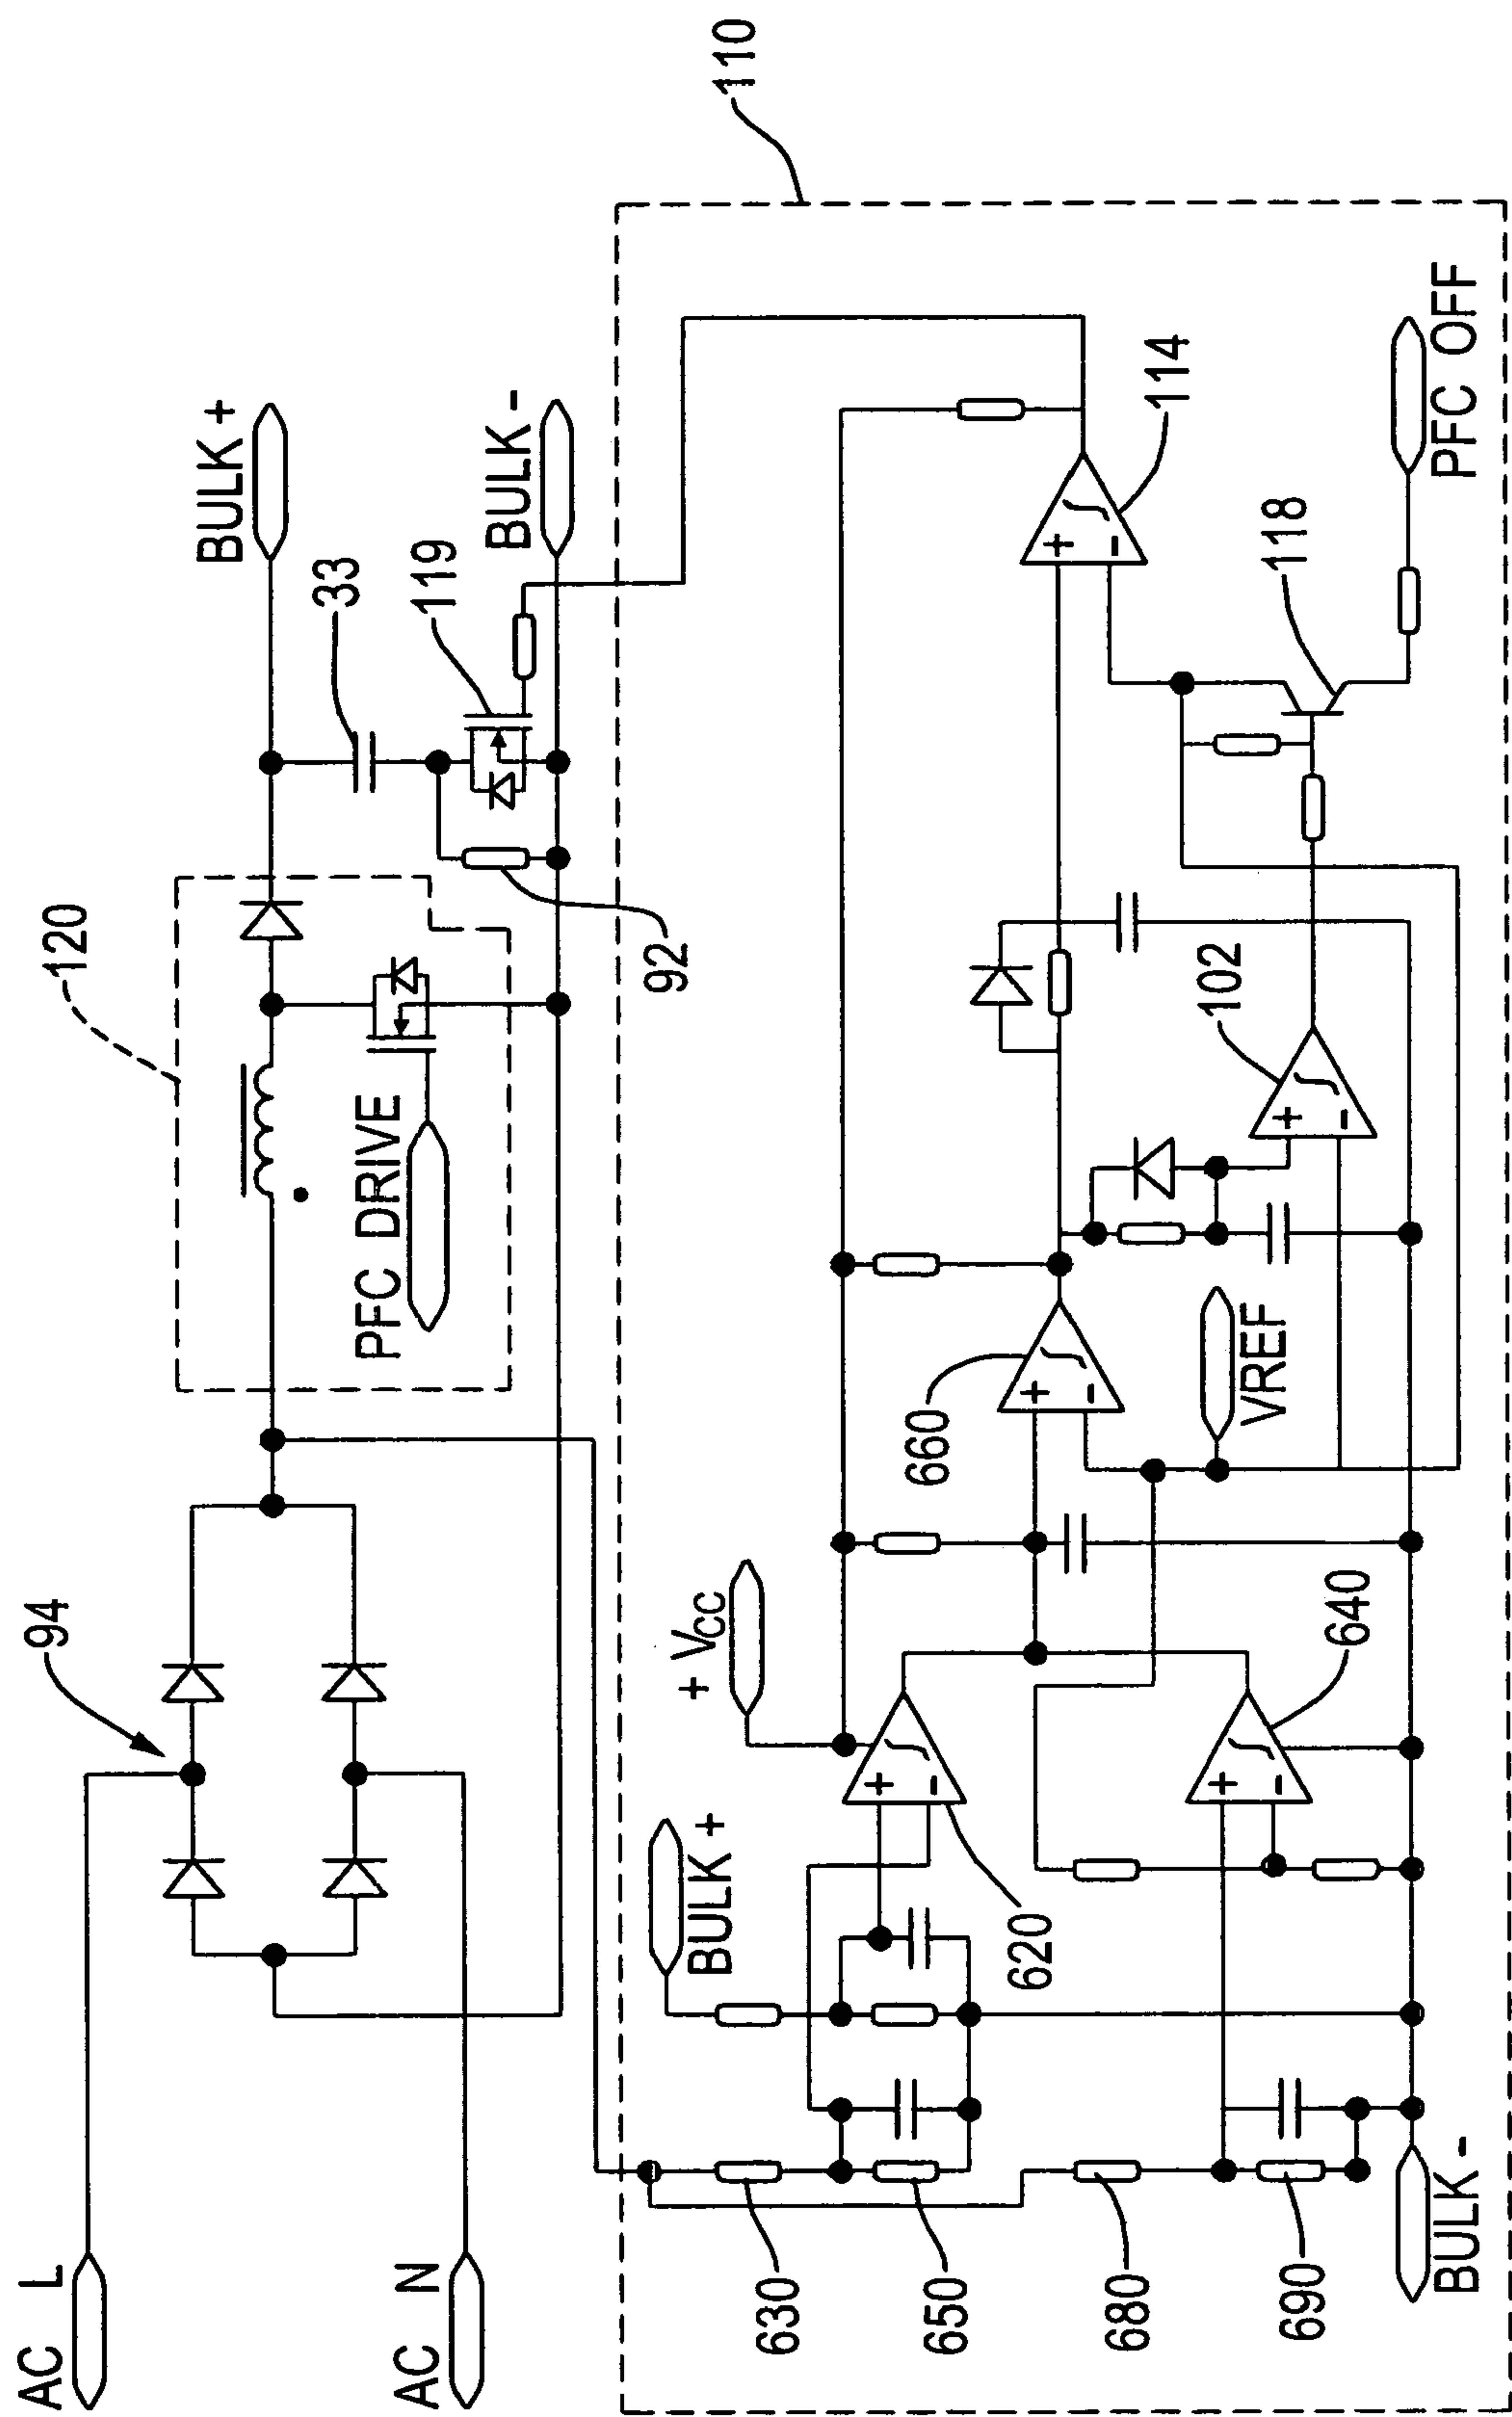 AC L
AC N
94
120
PFC DRIVE
BULK +
33
119
BULK -
92
110
BULK +
+ VCC
630
650
620
680
690
640
BULK -
660
VREF
102
114
118
PFC OFF
+
-
+
-
+
-
+
-
+
-